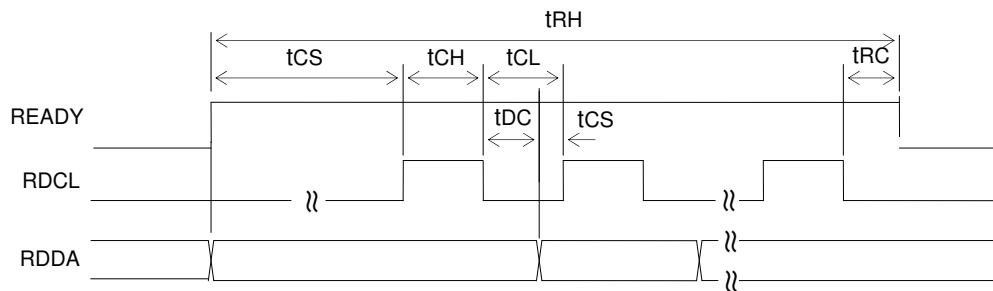 tRH
tCS tCH tCL tRC
READY
tDC tCS
RDCL
RDDA